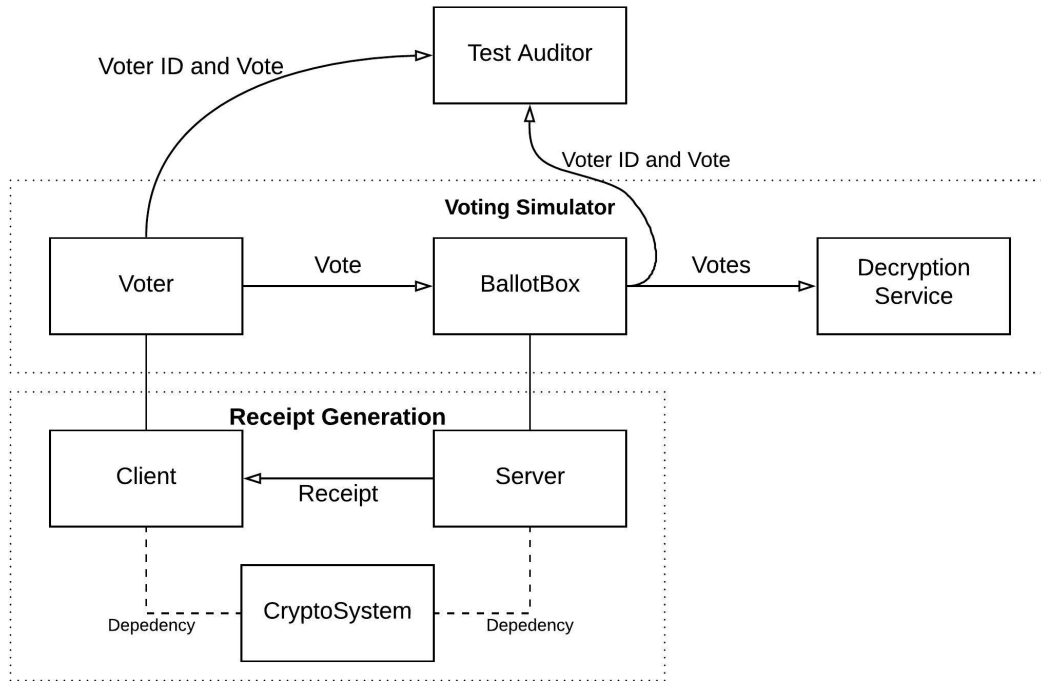 Test Auditor
Voter ID and Vote
Voter ID and Vote
Voting Simulator
Voter
Vote
BallotBox
Votes
Decryption
Service
Receipt Generation
Client
Receipt
Server
CryptoSystem
Depedency
Depedency